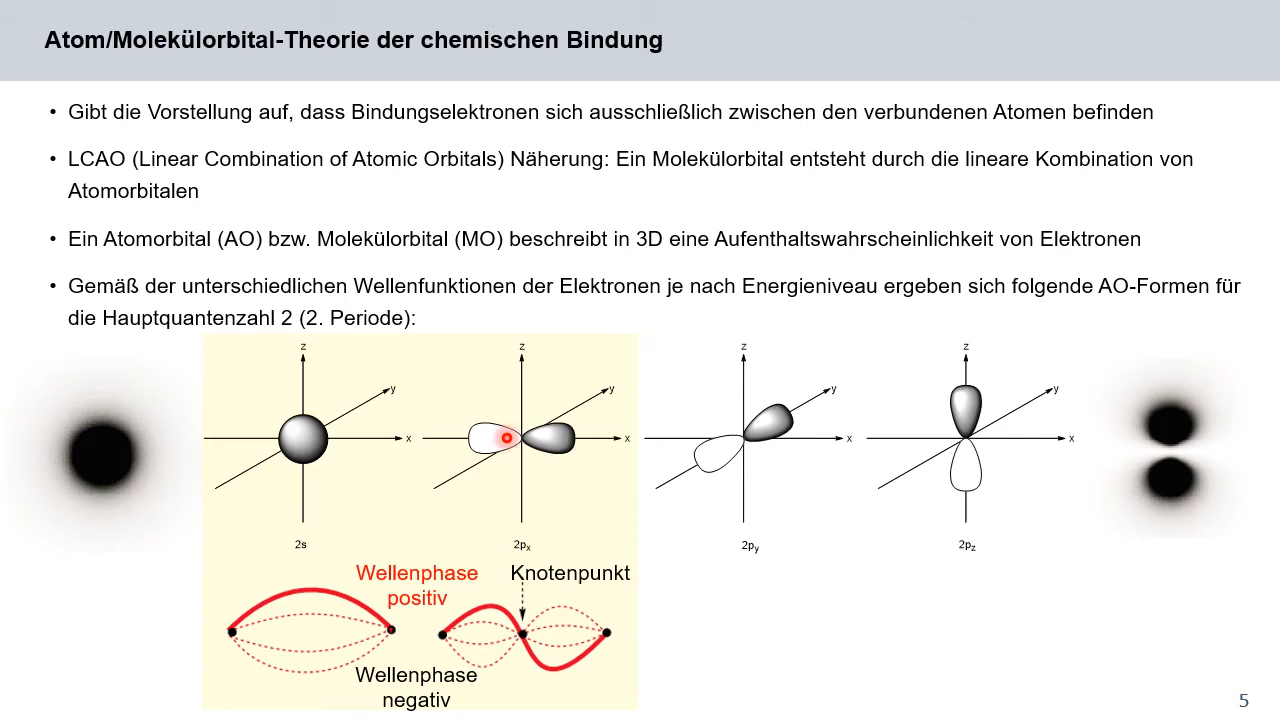 Atom/Molekülorbital-Theorie der chemischen Bindung
• Gibt die Vorstellung auf, dass Bindungselektronen sich ausschließlich zwischen den verbundenen Atomen befinden
• LCAO (Linear Combination of Atomic Orbitals) Näherung: Ein Molekülorbital entsteht durch die lineare Kombination von
Atomorbitalen
• Ein Atomorbital (AO) bzw. Molekülorbital (MO) beschreibt in 3D eine Aufenthaltswahrscheinlichkeit von Elektronen
• Gemäß der unterschiedlichen Wellenfunktionen der Elektronen je nach Energieniveau ergeben sich folgende AO-Formen für
die Hauptquantenzahl 2 (2. Periode):
z z z z
y y y y
x x x x
2s 2px 2py 2pz
Wellenphase
positiv
Knotenpunkt
Wellenphase
negativ
5